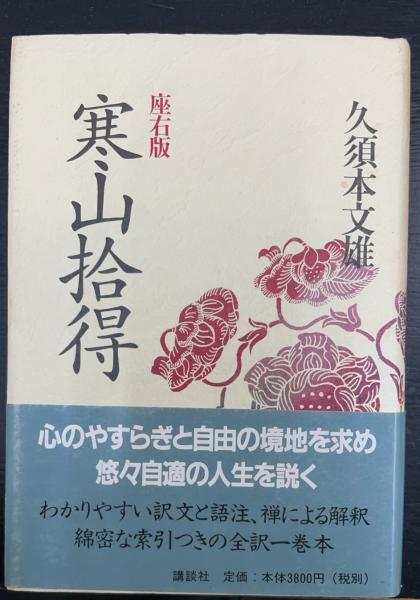 久須本文雄
座右版
寒山拾得
心のやすらぎと自由の境地を求め
悠々自適の人生を説く
わかりやすい訳文と語注、禅による解釈
綿密な索引つきの全訳一巻本
講談社 定価:本体3800円(税別)